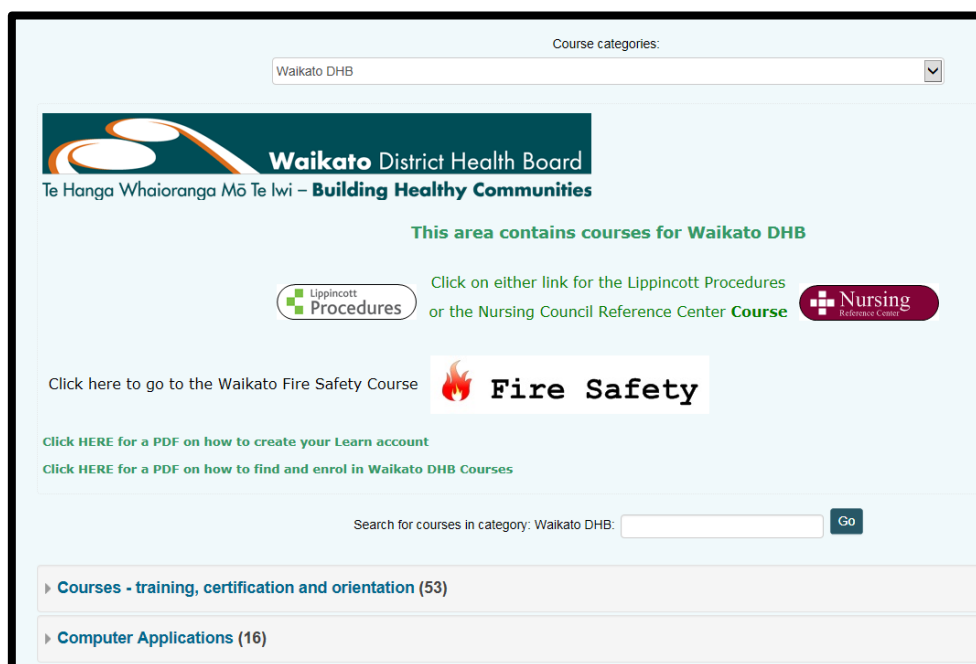 Course categories:
Waikato DHB
Waikato District Health Board
Te Hanga Whaioranga Mō Te Iwi – Building Healthy Communities
This area contains courses for Waikato DHB
Lippincott
Procedures
Click on either link for the Lippincott Procedures
or the Nursing Council Reference Center Course
Nursing
Reference Center
Click here to go to the Waikato Fire Safety Course
Fire Safety
Click HERE for a PDF on how to create your Learn account
Click HERE for a PDF on how to find and enrol in Waikato DHB Courses
Search for courses in category: Waikato DHB:
Go
Courses - training, certification and orientation (53)
Computer Applications (16)